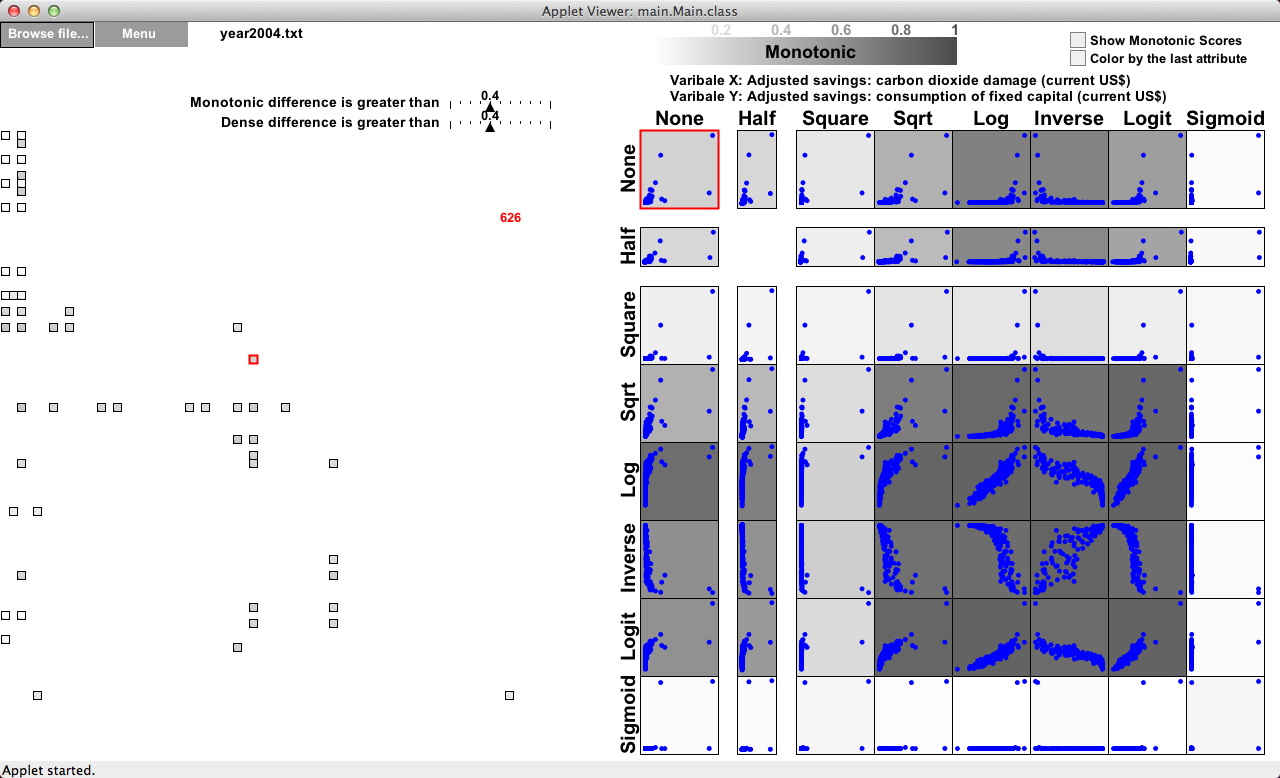 Applet Viewer: main.Main.class
Browse file...
Menu
year2004.txt
0.2 0.4 0.6 0.8 1
Monotonic
Show Monotonic Scores
Color by the last attribute
Varibale X: Adjusted savings: carbon dioxide damage (current US$)
Varibale Y: Adjusted savings: consumption of fixed capital (current US$)
Monotonic difference is greater than
0.4
Dense difference is greater than
0.4
626
None Half Square Sqrt Log Inverse Logit Sigmoid
None
Half
Square
Sqrt
Log
Inverse
Logit
Sigmoid
Applet started.